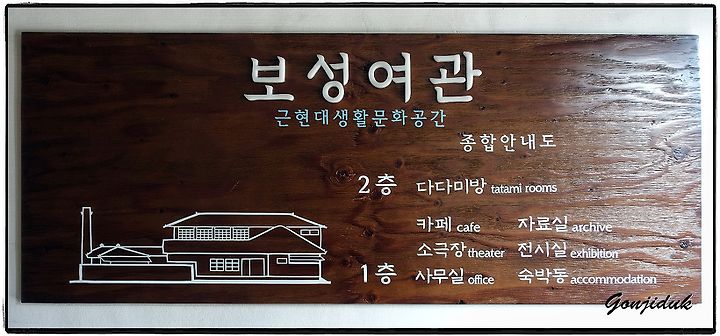 보성여관
근현대생활문화공간
종합안내도
2층 다다미방 tatami rooms
카페 cafe 자료실 archive
소극장 theater 전시실 exhibition
1층 사무실 office 숙박동 accommodation
Gonjiduk